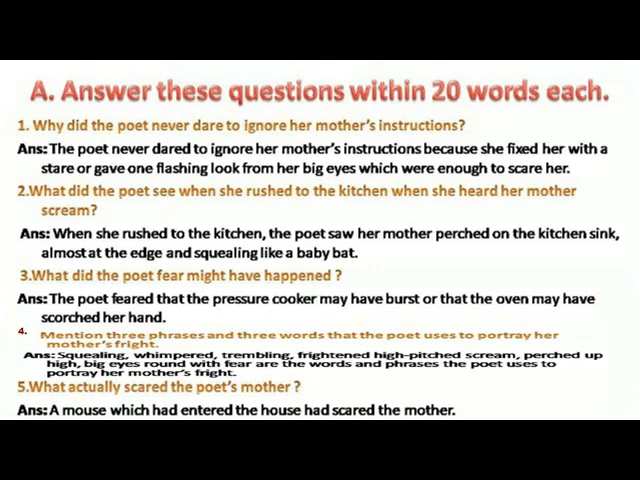 A. Answer these questions within 20 words each.
1. Why did the poet never dare to ignore her mother's instructions?
Ans: The poet never dared to ignore her mother's instructions because she fixed her with a
stare or gave one flashing look from her big eyes which were enough to scare her.
2.What did the poet see when she rushed to the kitchen when she heard her mother
scream?
Ans: When she rushed to the kitchen, the poet saw her mother perched on the kitchen sink,
almost at the edge and squealing like a baby bat.
3.What did the poet fear might have happened ?
Ans: The poet feared that the pressure cooker may have burst or that the oven may have
scorched her hand.
4. Mention three phrases and three words that the poet uses to portray her
mother's fright.
Ans: Squealing, whimpered, trembling, frightened high-pitched scream, perched up
high, big eyes round with fear are the words and phrases the poet uses to
portray her mother's fright.
5.What actually scared the poet's mother ?
Ans: A mouse which had entered the house had scared the mother.